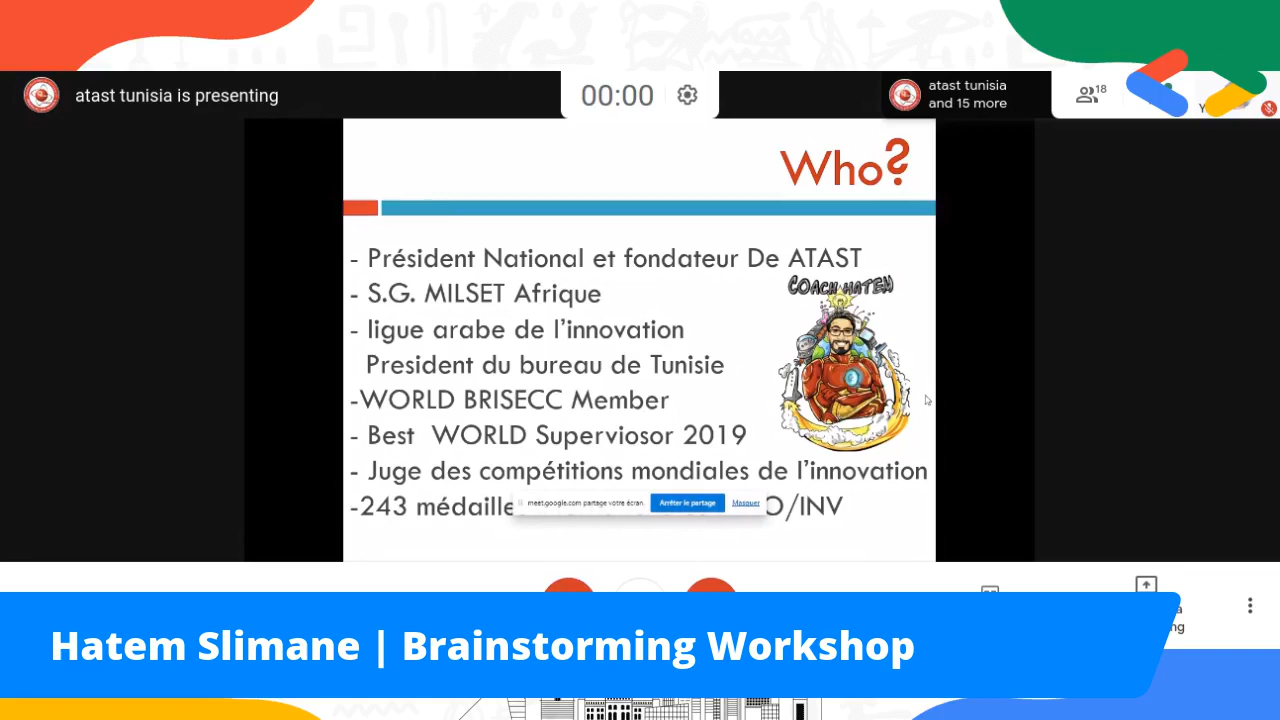 atast tunisia is presenting
00:00
atast tunisia
and 15 more
18
Who?
- Président National et fondateur De ATAST
COACH HATEM
- S.G. MILSET Afrique
- ligue arabe de l'innovation
President du bureau de Tunisie
-WORLD BRISECC Member
- Best WORLD Superviosor 2019
- Juge des compétitions mondiales de l'innovation
-243 médaille
O/INV
meet.google.com partage votre écran.
Arrêter le partage
Masquer
Hatem Slimane | Brainstorming Workshop